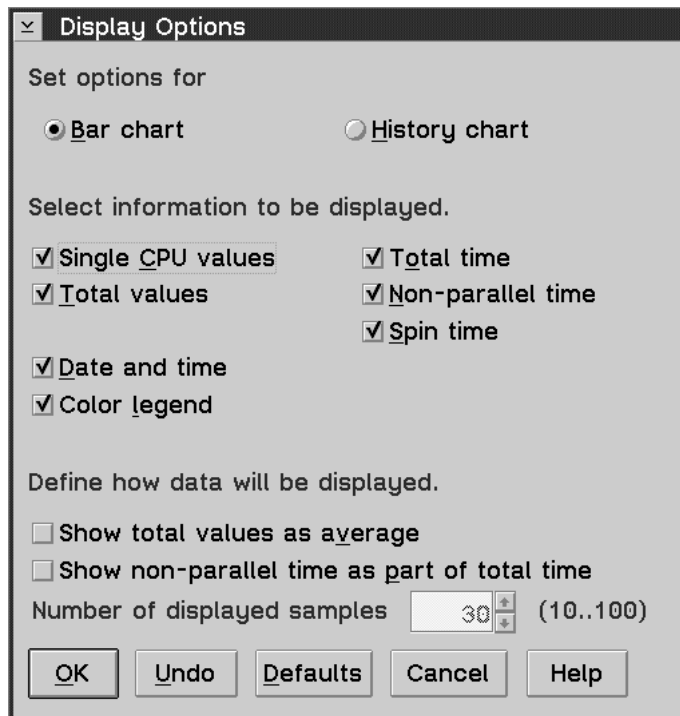 Display Options
Set options for
Bar chart History chart
Select information to be displayed.
Single CPU values Total time
Total values Non-parallel time
Spin time
Date and time
Color legend
Define how data will be displayed.
Show total values as average
Show non-parallel time as part of total time
Number of displayed samples 30 (10..100)
OK Undo Defaults Cancel Help